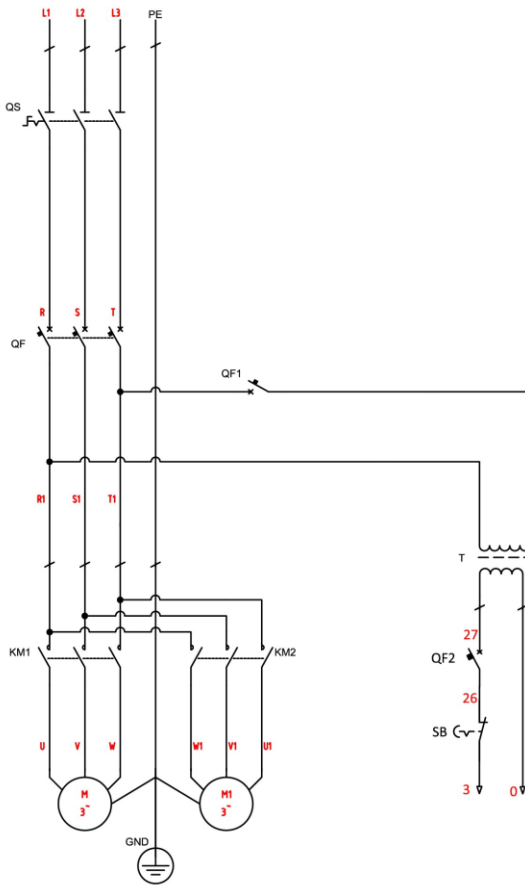 L1 L2 L3 PE
QS
R S T
QF
QF1
R1 S1 T1
T
27
KM1 KM2
QF2
26
SB
U V W W1 V1 U1
3 0
M M1
3~ 3~
GND